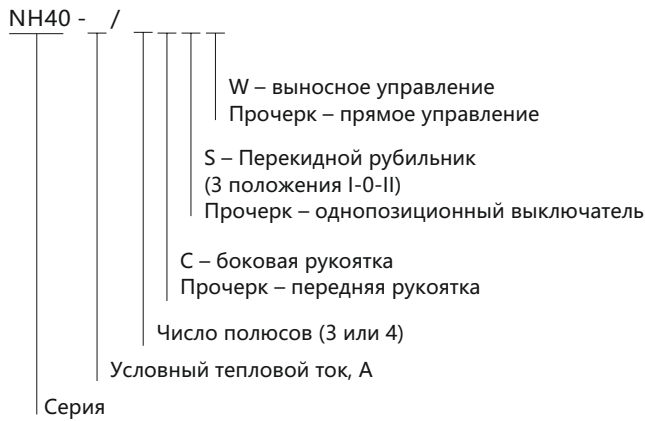 NH40 - /
W – выносное управление
Прочерк – прямое управление
S – Перекидной рубильник
(3 положения I-0-II)
Прочерк – однопозиционный выключатель
C – боковая рукоятка
Прочерк – передняя рукоятка
Число полюсов (3 или 4)
Условный тепловой ток, А
Серия